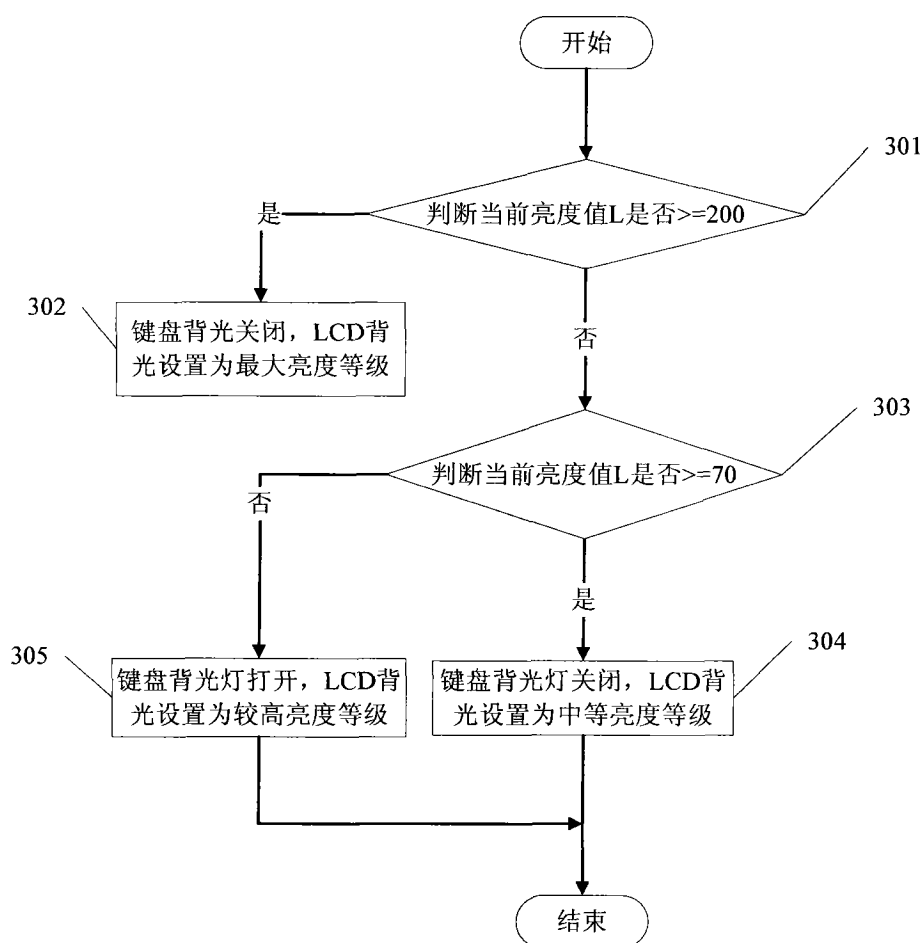 开始
301
判断当前亮度值L是否>=200
是
302
键盘背光关闭，LCD背
光设置为最大亮度等级
否
303
判断当前亮度值L是否>=70
否
是
305
键盘背光灯打开，LCD背
光设置为较高亮度等级
304
键盘背光灯关闭，LCD背
光设置为中等亮度等级
结束